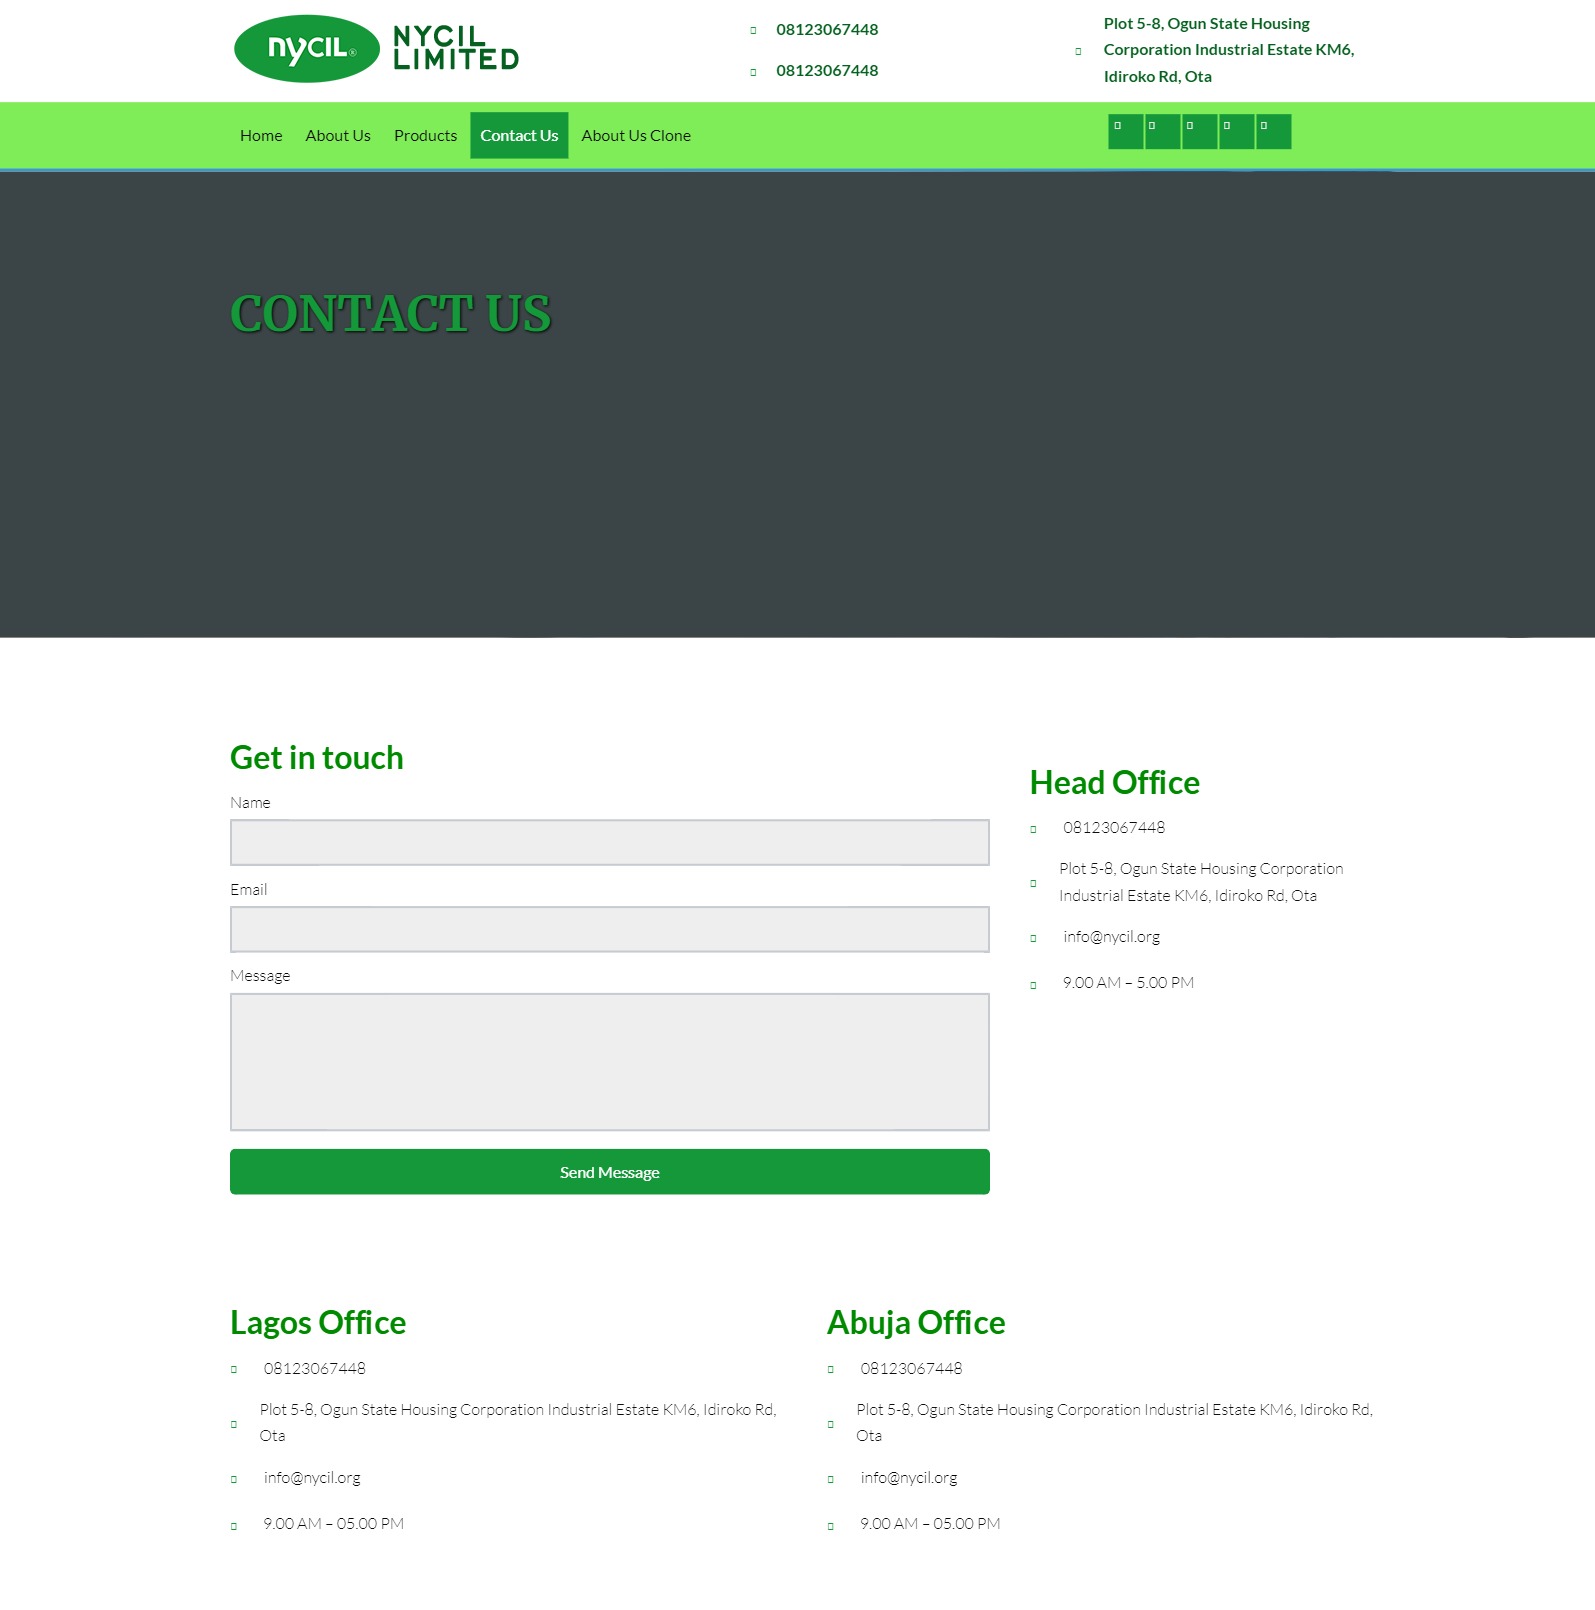 nycil®
NYCIL
LIMITED
08123067448
08123067448
Plot 5-8, Ogun State Housing
Corporation Industrial Estate KM6,
Idiroko Rd, Ota
Home About Us Products Contact Us About Us Clone
CONTACT US
Get in touch
Name
Email
Message
Send Message
Head Office
08123067448
Plot 5-8, Ogun State Housing Corporation
Industrial Estate KM6, Idiroko Rd, Ota
info@nycil.org
9.00 AM – 5.00 PM
Lagos Office
08123067448
Plot 5-8, Ogun State Housing Corporation Industrial Estate KM6, Idiroko Rd,
Ota
info@nycil.org
9.00 AM – 05.00 PM
Abuja Office
08123067448
Plot 5-8, Ogun State Housing Corporation Industrial Estate KM6, Idiroko Rd,
Ota
info@nycil.org
9.00 AM – 05.00 PM